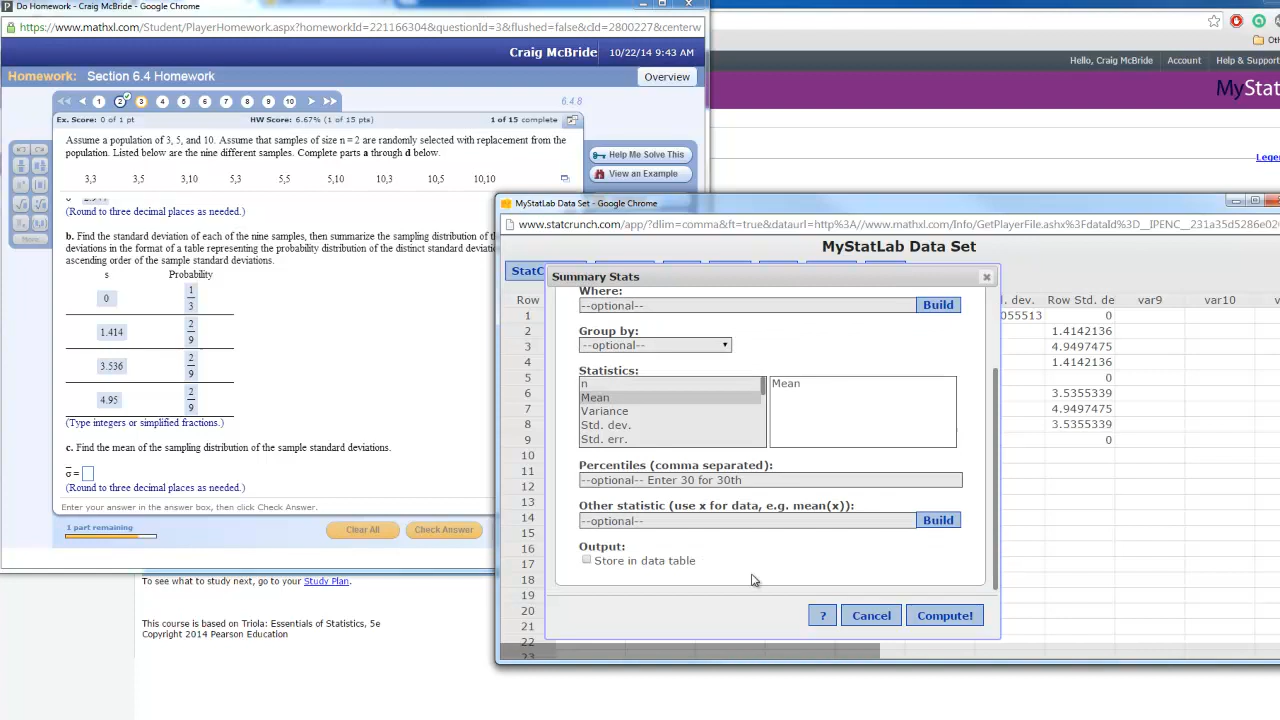 Do Homework - Craig McBride - Google Chrome
https://www.mathxl.com/Student/PlayerHomework.aspx?homeworkId=221166304&questionId=3&flushed=false&cId=2800227&centerw
Craig McBride 10/22/14 9:43 AM
Homework: Section 6.4 Homework Overview
1 2 3 4 5 6 7 8 9 10 6.4.8
Ex. Score: 0 of 1 pt HW Score: 6.67% (1 of 15 pts) 1 of 15 complete
Assume a population of 3, 5, and 10. Assume that samples of size n = 2 are randomly selected with replacement from the
population. Listed below are the nine different samples. Complete parts a through d below.
3,3 3,5 3,10 5,3 5,5 5,10 10,3 10,5 10,10
(Round to three decimal places as needed.)
b. Find the standard deviation of each of the nine samples, then summarize the sampling distribution of the
deviations in the format of a table representing the probability distribution of the distinct standard deviat
ascending order of the sample standard deviations.
s Probability
0 1/3
1.414 2/9
3.536 2/9
4.95 2/9
(Type integers or simplified fractions.)
c. Find the mean of the sampling distribution of the sample standard deviations.
σ̅ =
(Round to three decimal places as needed.)
Enter your answer in the answer box, then click Check Answer.
1 part remaining Clear All Check Answer
More
Help Me Solve This
View an Example
To see what to study next, go to your Study Plan.
This course is based on Triola: Essentials of Statistics, 5e
Copyright 2014 Pearson Education
Hello, Craig McBride Account Help & Support
MyStat
Legen
Oth
MyStatLab Data Set - Google Chrome
www.statcrunch.com/app/?dlim=comma&ft=true&dataurl=http%3A//www.mathxl.com/Info/GetPlayerFile.ashx%3FdataId%3D__IPENC__231a35d5286e02
MyStatLab Data Set
StatC
Row
1
2
3
4
5
6
7
8
9
10
11
12
13
14
15
16
17
18
19
20
21
22
23
Summary Stats
Where:
--optional-- Build
Group by:
--optional--
Statistics:
n
Mean
Variance
Std. dev.
Std. err.
Mean
Percentiles (comma separated):
--optional-- Enter 30 for 30th
Other statistic (use x for data, e.g. mean(x)):
--optional-- Build
Output:
Store in data table
? Cancel Compute!
. dev. Row Std. de var9 var10
055513 0
1.4142136
4.9497475
1.4142136
0
3.5355339
4.9497475
3.5355339
0